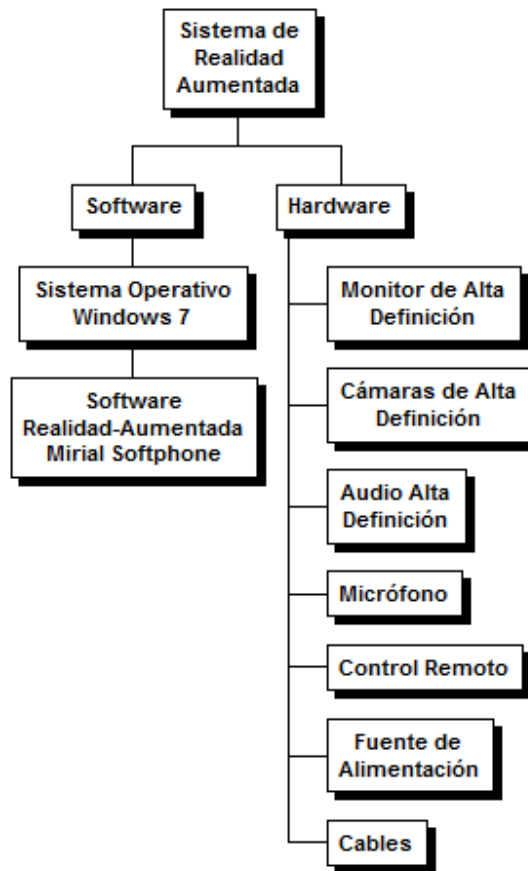 Sistema de
Realidad
Aumentada
Software
Hardware
Sistema Operativo
Windows 7
Software
Realidad-Aumentada
Mirial Softphone
Monitor de Alta
Definición
Cámaras de Alta
Definición
Audio Alta
Definición
Micrófono
Control Remoto
Fuente de
Alimentación
Cables